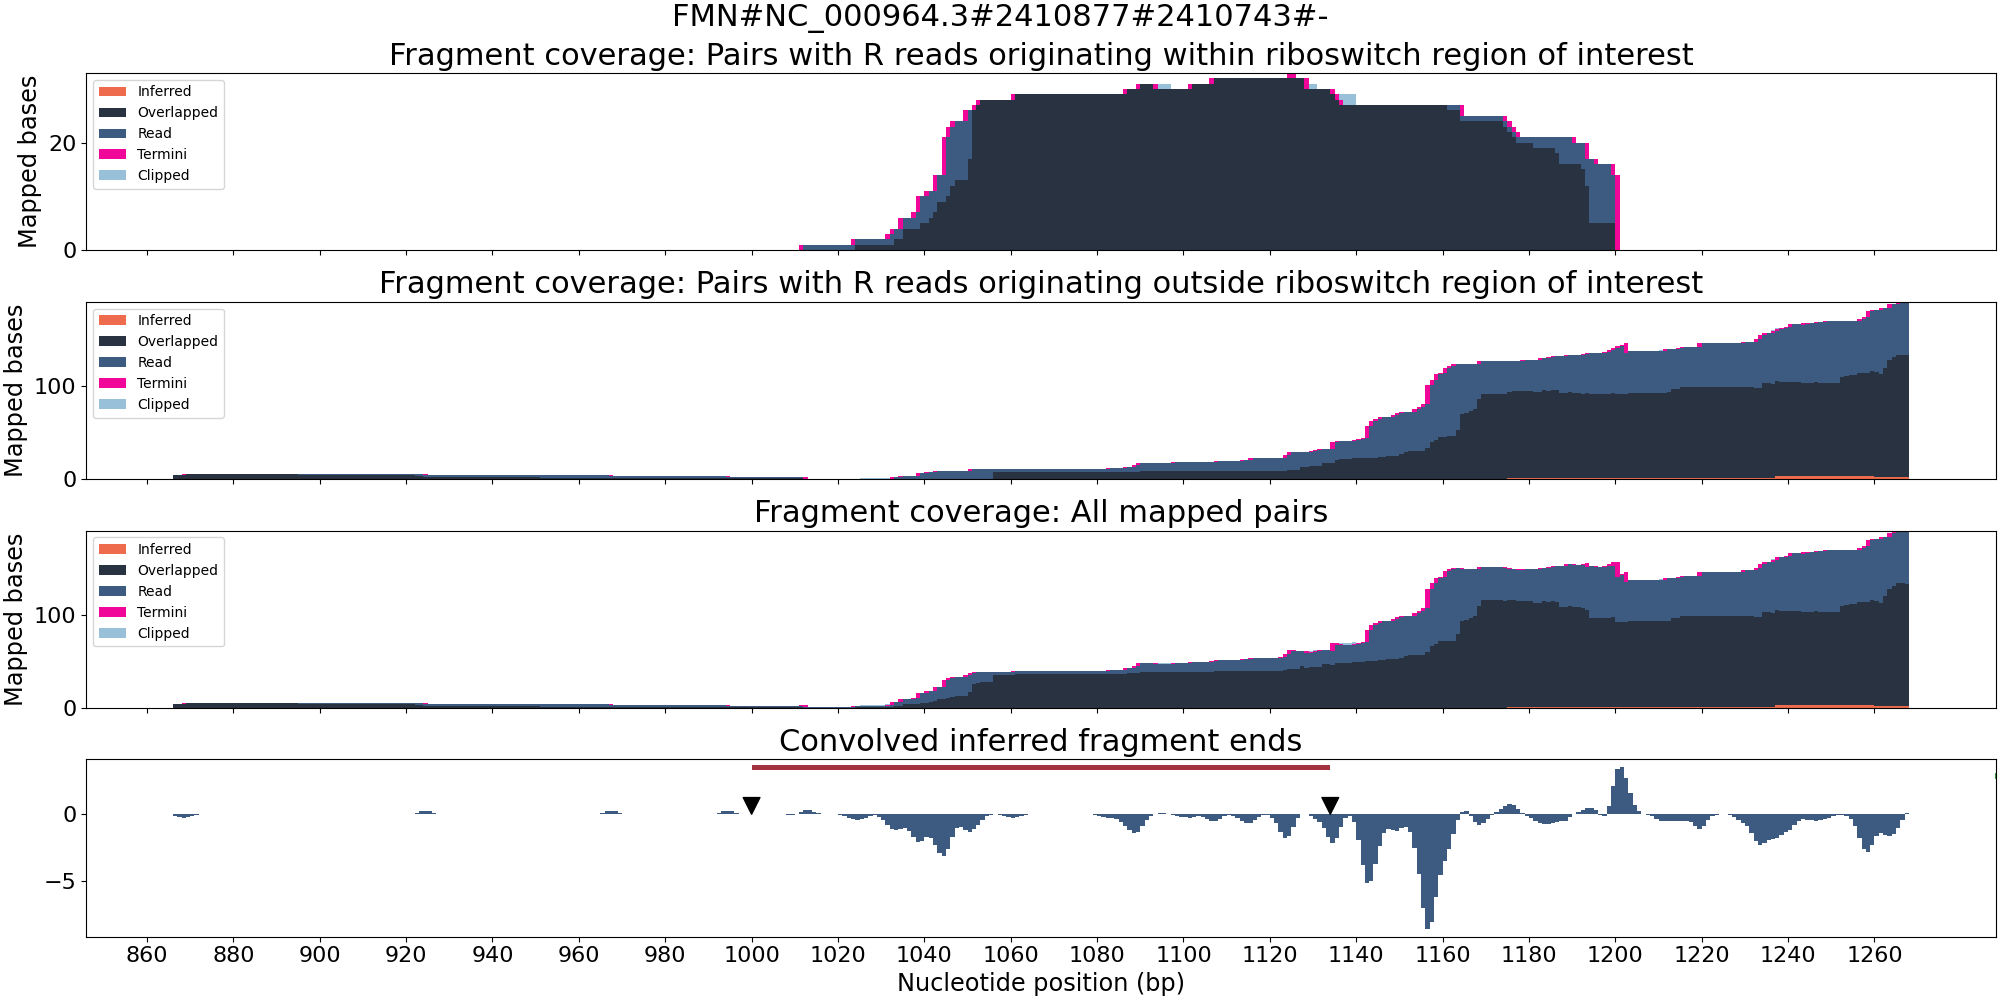 FMN#NC_000964.3#2410877#2410743#-
Fragment coverage: Pairs with R reads originating within riboswitch region of interest
Mapped bases
20
0
Inferred
Overlapped
Read
Termini
Clipped
Fragment coverage: Pairs with R reads originating outside riboswitch region of interest
Mapped bases
100
0
Inferred
Overlapped
Read
Termini
Clipped
Fragment coverage: All mapped pairs
Mapped bases
100
0
Inferred
Overlapped
Read
Termini
Clipped
Convolved inferred fragment ends
0
−5
860 880 900 920 940 960 980 1000 1020 1040 1060 1080 1100 1120 1140 1160 1180 1200 1220 1240 1260
Nucleotide position (bp)